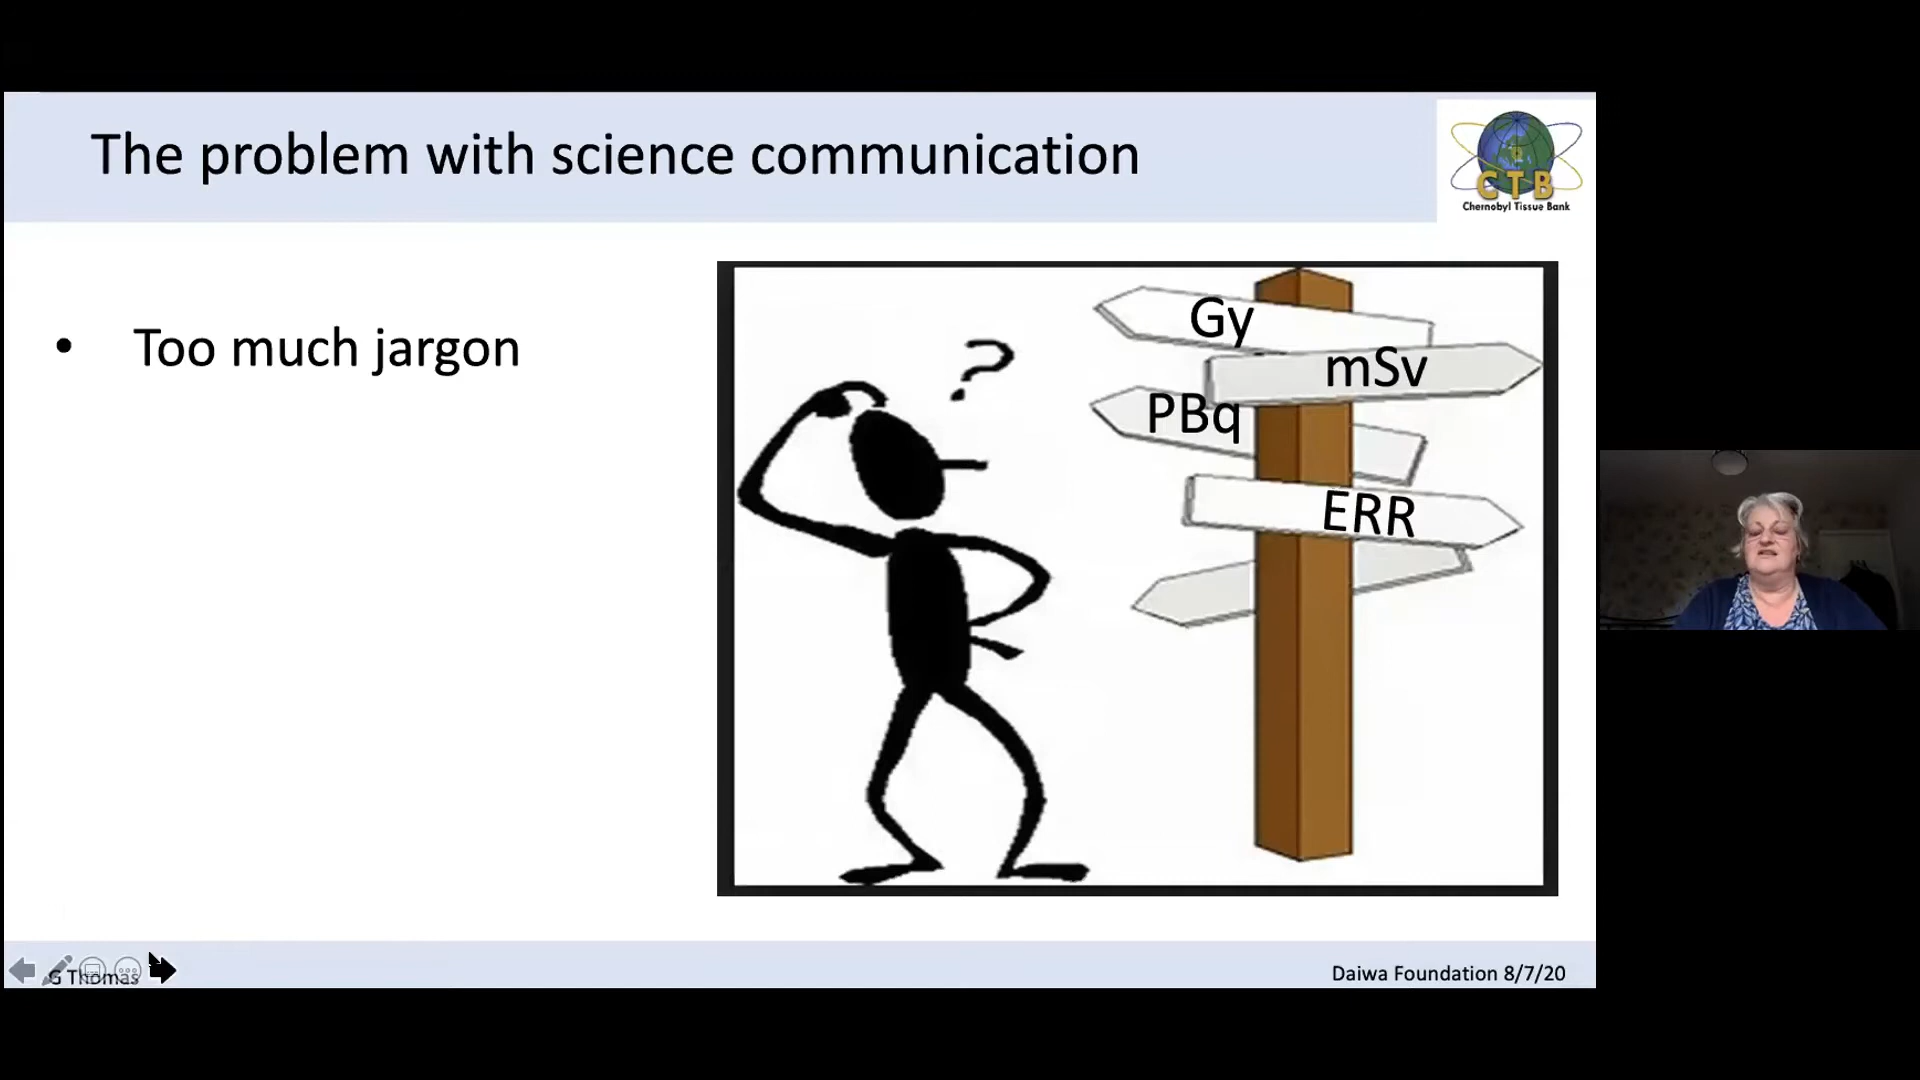 The problem with science communication
CTB
Chernobyl Tissue Bank
• Too much jargon
?
Gy
mSv
PBq
ERR
G Thomas
Daiwa Foundation 8/7/20